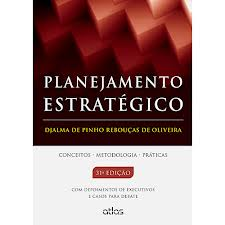 PLANEJAMENTO
ESTRATÉGICO
DJALMA DE PINHO REBOUÇAS DE OLIVEIRA
CONCEITOS • METODOLOGIA • PRÁTICAS
31ª EDIÇÃO
COM DEPOIMENTOS DE EXECUTIVOS
E CASOS PARA DEBATE
atlas